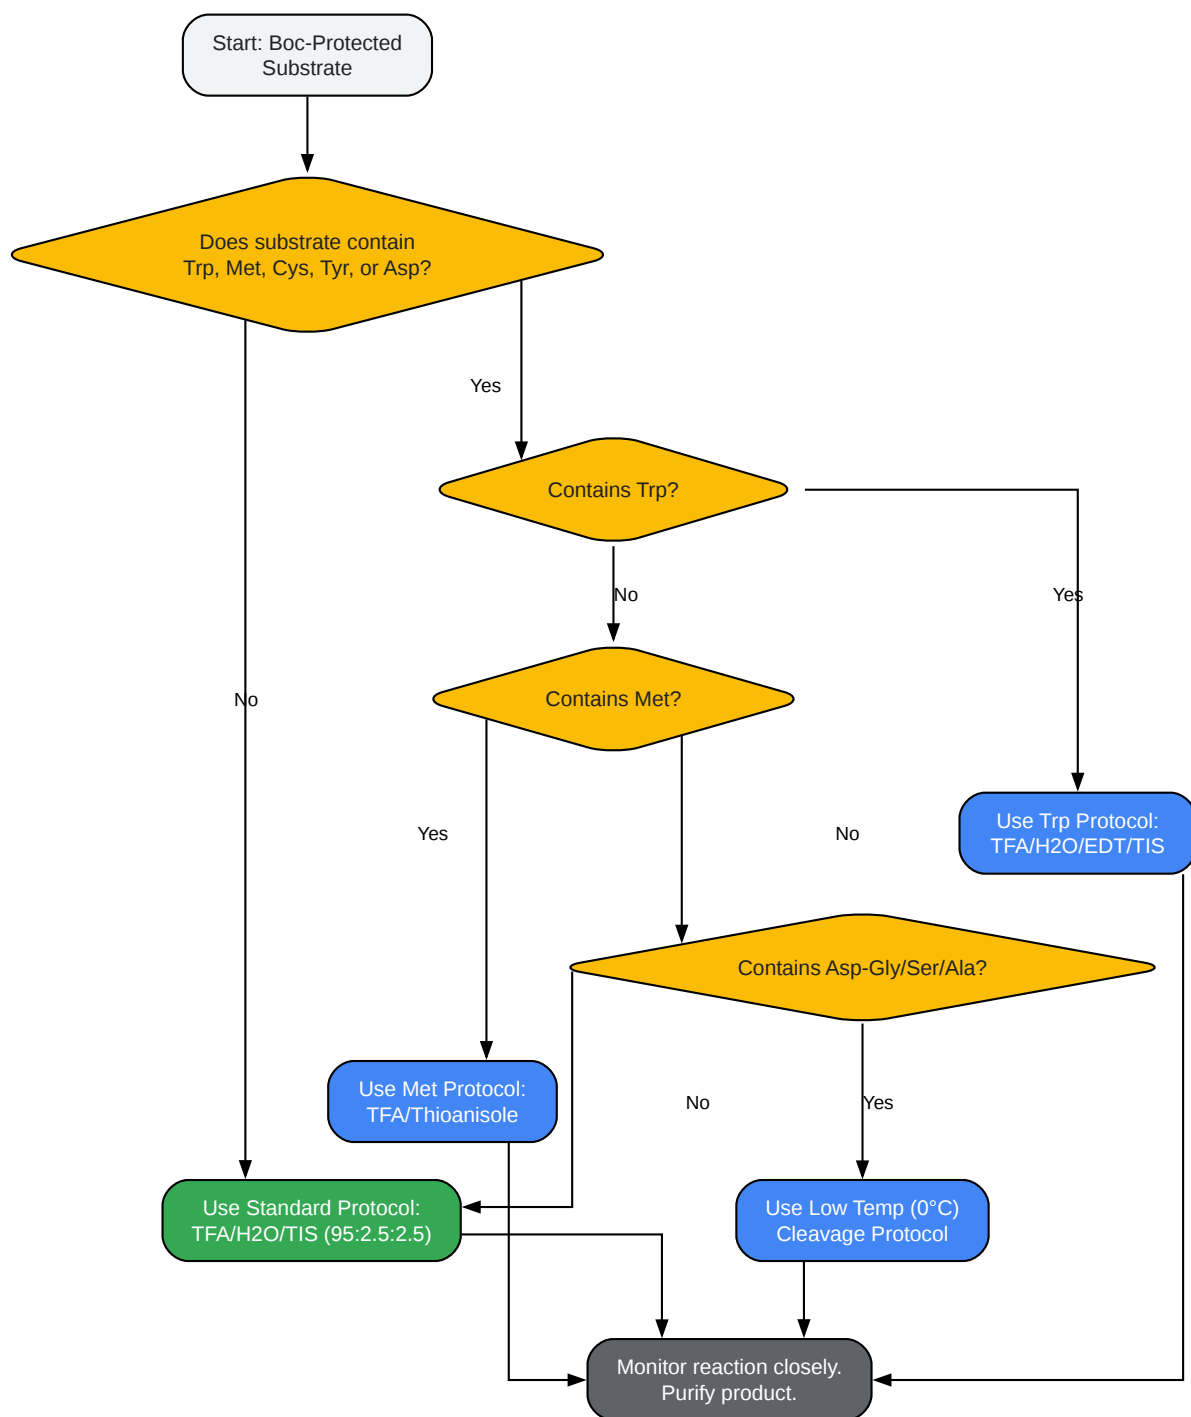 Start: Boc-Protected
Substrate
Does substrate contain
Trp, Met, Cys, Tyr, or Asp?
Yes
Contains Trp?
No
Yes
No
Contains Met?
Yes
No
Use Trp Protocol:
TFA/H2O/EDT/TIS
Contains Asp-Gly/Ser/Ala?
Use Met Protocol:
TFA/Thioanisole
No
Yes
Use Standard Protocol:
TFA/H2O/TIS (95:2.5:2.5)
Use Low Temp (0°C)
Cleavage Protocol
Monitor reaction closely.
Purify product.